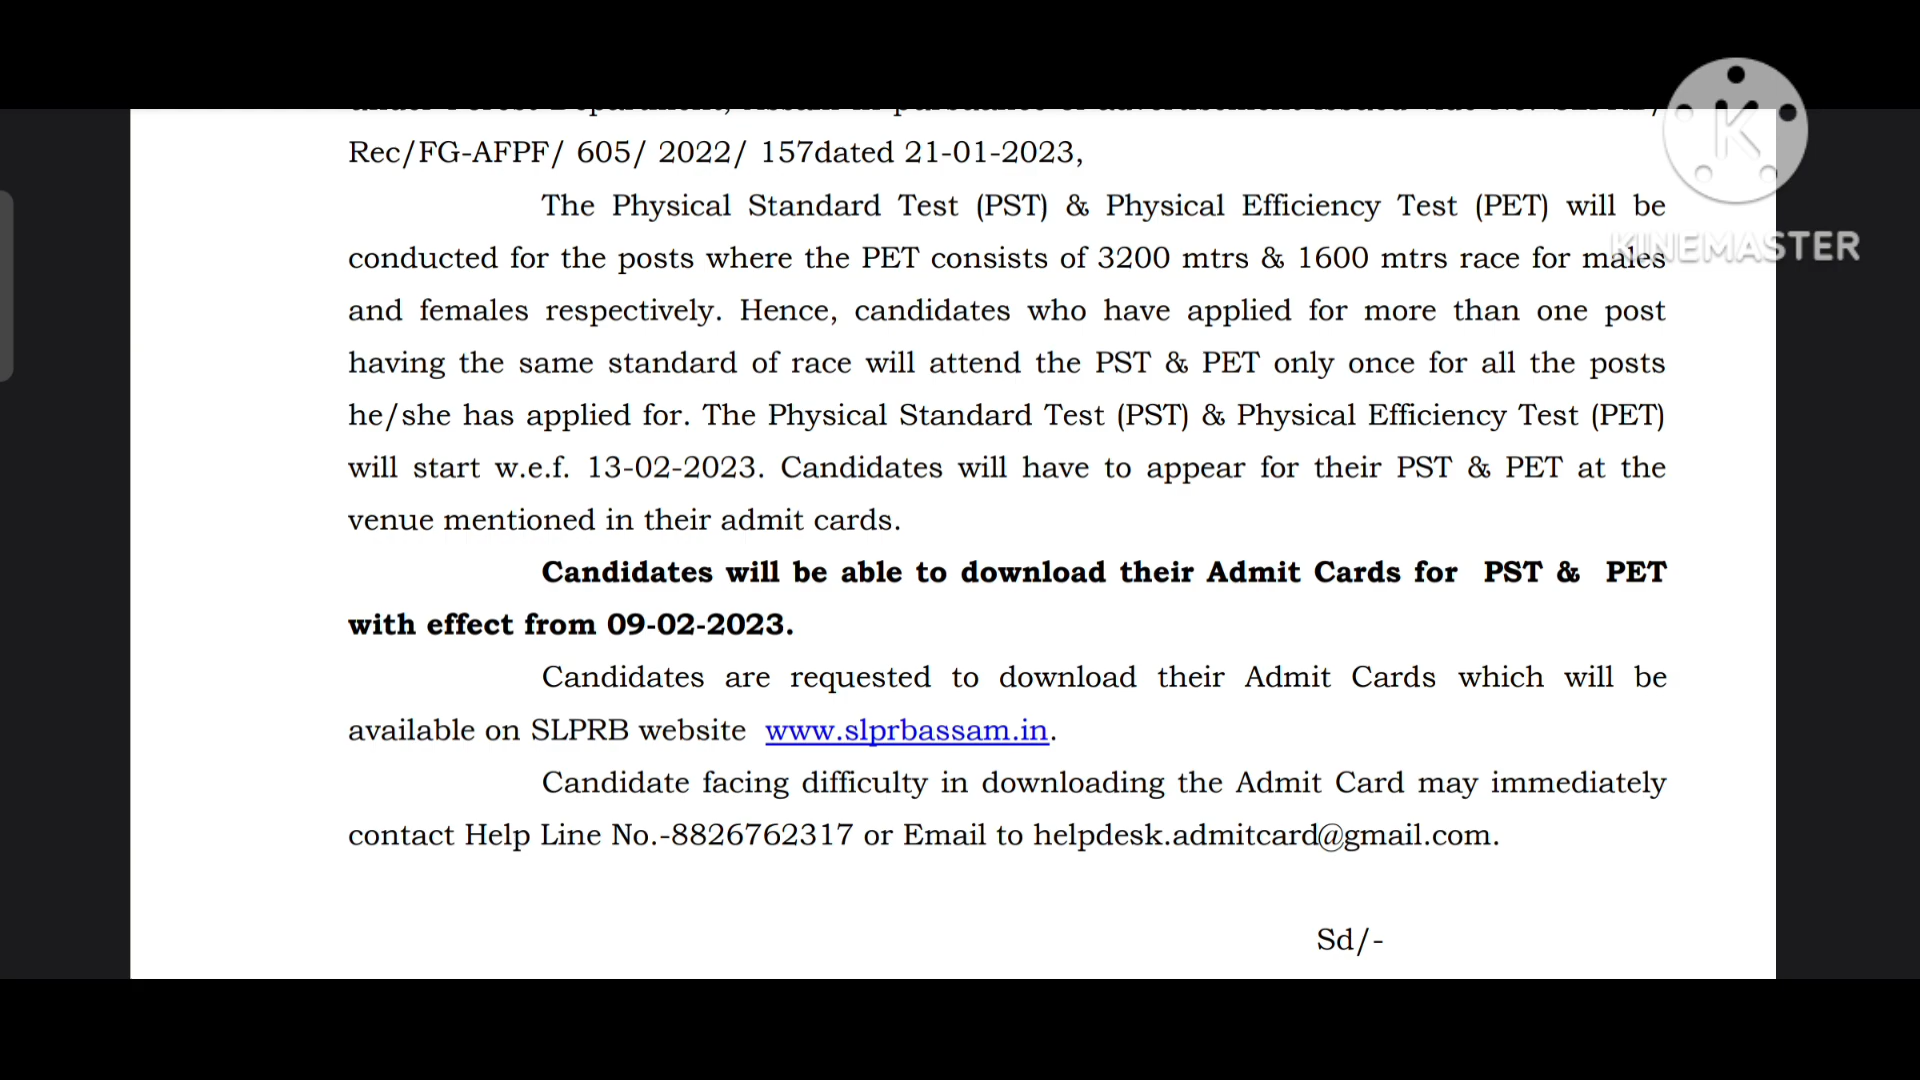 Rec/FG-AFPF/ 605/ 2022/ 157dated 21-01-2023,
The Physical Standard Test (PST) & Physical Efficiency Test (PET) will be
conducted for the posts where the PET consists of 3200 mtrs & 1600 mtrs race for males
and females respectively. Hence, candidates who have applied for more than one post
having the same standard of race will attend the PST & PET only once for all the posts
he/she has applied for. The Physical Standard Test (PST) & Physical Efficiency Test (PET)
will start w.e.f. 13-02-2023. Candidates will have to appear for their PST & PET at the
venue mentioned in their admit cards.
Candidates will be able to download their Admit Cards for PST & PET
with effect from 09-02-2023.
Candidates are requested to download their Admit Cards which will be
available on SLPRB website www.slprbassam.in.
Candidate facing difficulty in downloading the Admit Card may immediately
contact Help Line No.-8826762317 or Email to helpdesk.admitcard@gmail.com.
Sd/-
K
KINEMASTER